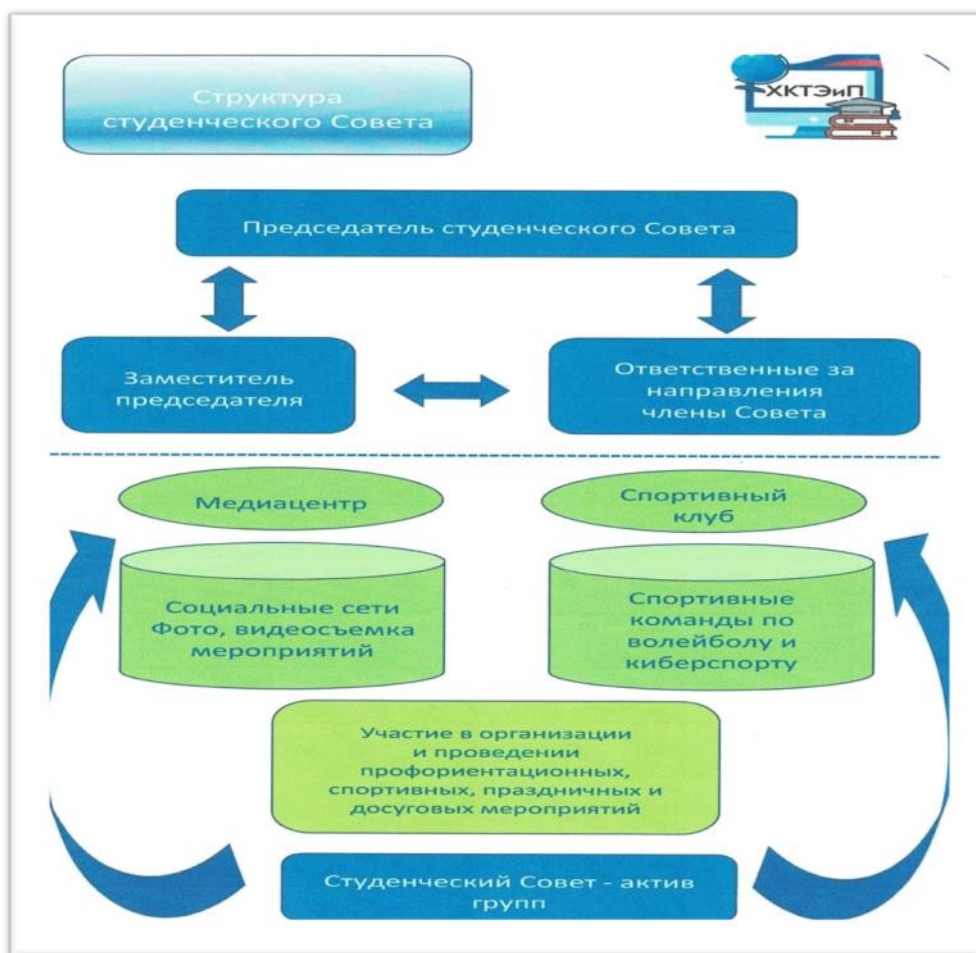 Структура
студенческого Совета
ХКТЭиП
Председатель студенческого Совета
Заместитель
председателя
Ответственные за
направления
члены Совета
Медиацентр
Спортивный
клуб
Социальные сети
Фото, видеосъемка
мероприятий
Спортивные
команды по
волейболу и
киберспорту
Участие в организации
и проведении
профориентационных,
спортивных, праздничных и
досуговых мероприятий
Студенческий Совет - актив
групп